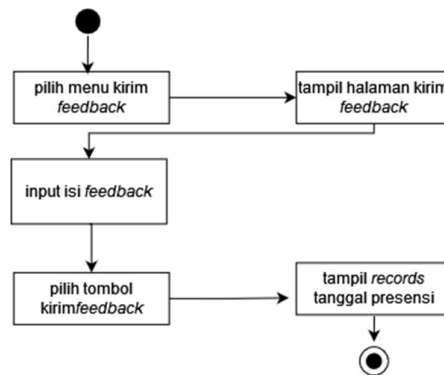 pilih menu kirim
feedback
tampil halaman kirim
feedback
input isi feedback
pilih tombol
kirimfeedback
tampil records
tanggal presensi